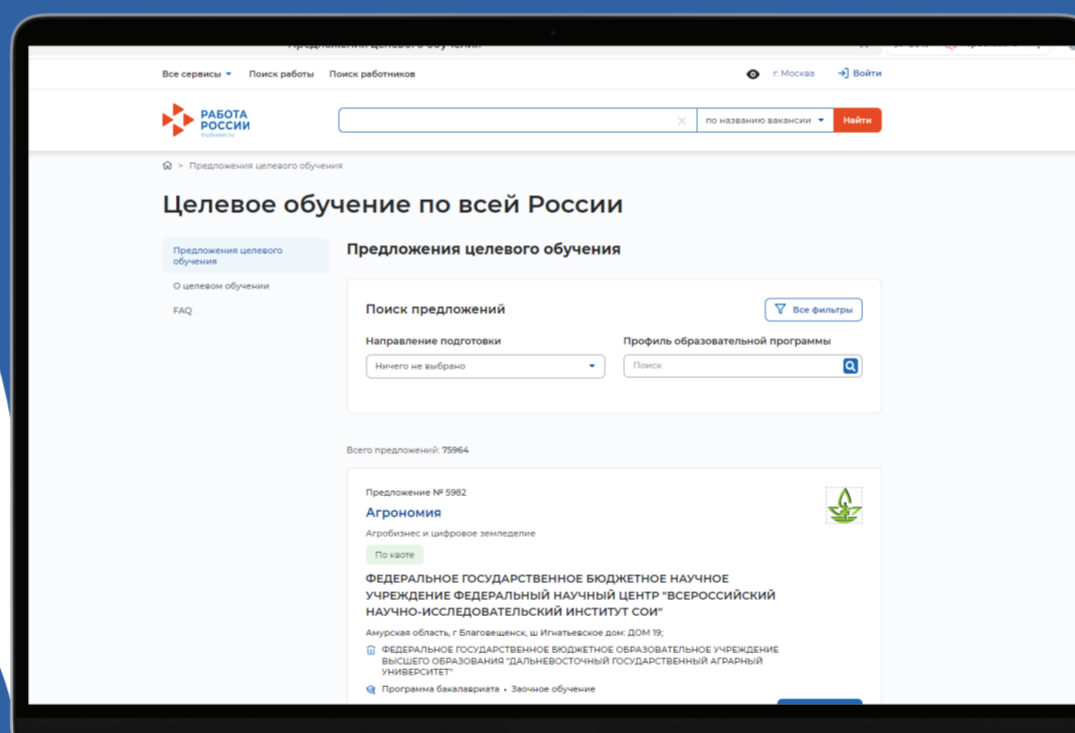 Все сервисы Поиск работы Поиск работников г. Москва Войти
РАБОТА
РОССИИ
trudvsem.ru
по названию вакансии Найти
> Предложения целевого обучения
Целевое обучение по всей России
Предложения целевого
обучения
О целевом обучении
FAQ
Предложения целевого обучения
Поиск предложений Все фильтры
Направление подготовки Профиль образовательной программы
Ничего не выбрано Поиск
Всего предложений: 75964
Предложение № 5982
Агрономия
Агробизнес и цифровое земледелие
По квоте
ФЕДЕРАЛЬНОЕ ГОСУДАРСТВЕННОЕ БЮДЖЕТНОЕ НАУЧНОЕ
УЧРЕЖДЕНИЕ ФЕДЕРАЛЬНЫЙ НАУЧНЫЙ ЦЕНТР "ВСЕРОССИЙСКИЙ
НАУЧНО-ИССЛЕДОВАТЕЛЬСКИЙ ИНСТИТУТ СОИ"
Амурская область, г Благовещенск, ш Игнатьевское дом: ДОМ 19;
ФЕДЕРАЛЬНОЕ ГОСУДАРСТВЕННОЕ БЮДЖЕТНОЕ ОБРАЗОВАТЕЛЬНОЕ УЧРЕЖДЕНИЕ
ВЫСШЕГО ОБРАЗОВАНИЯ "ДАЛЬНЕВОСТОЧНЫЙ ГОСУДАРСТВЕННЫЙ АГРАРНЫЙ
УНИВЕРСИТЕТ"
Программа бакалавриата • Заочное обучение